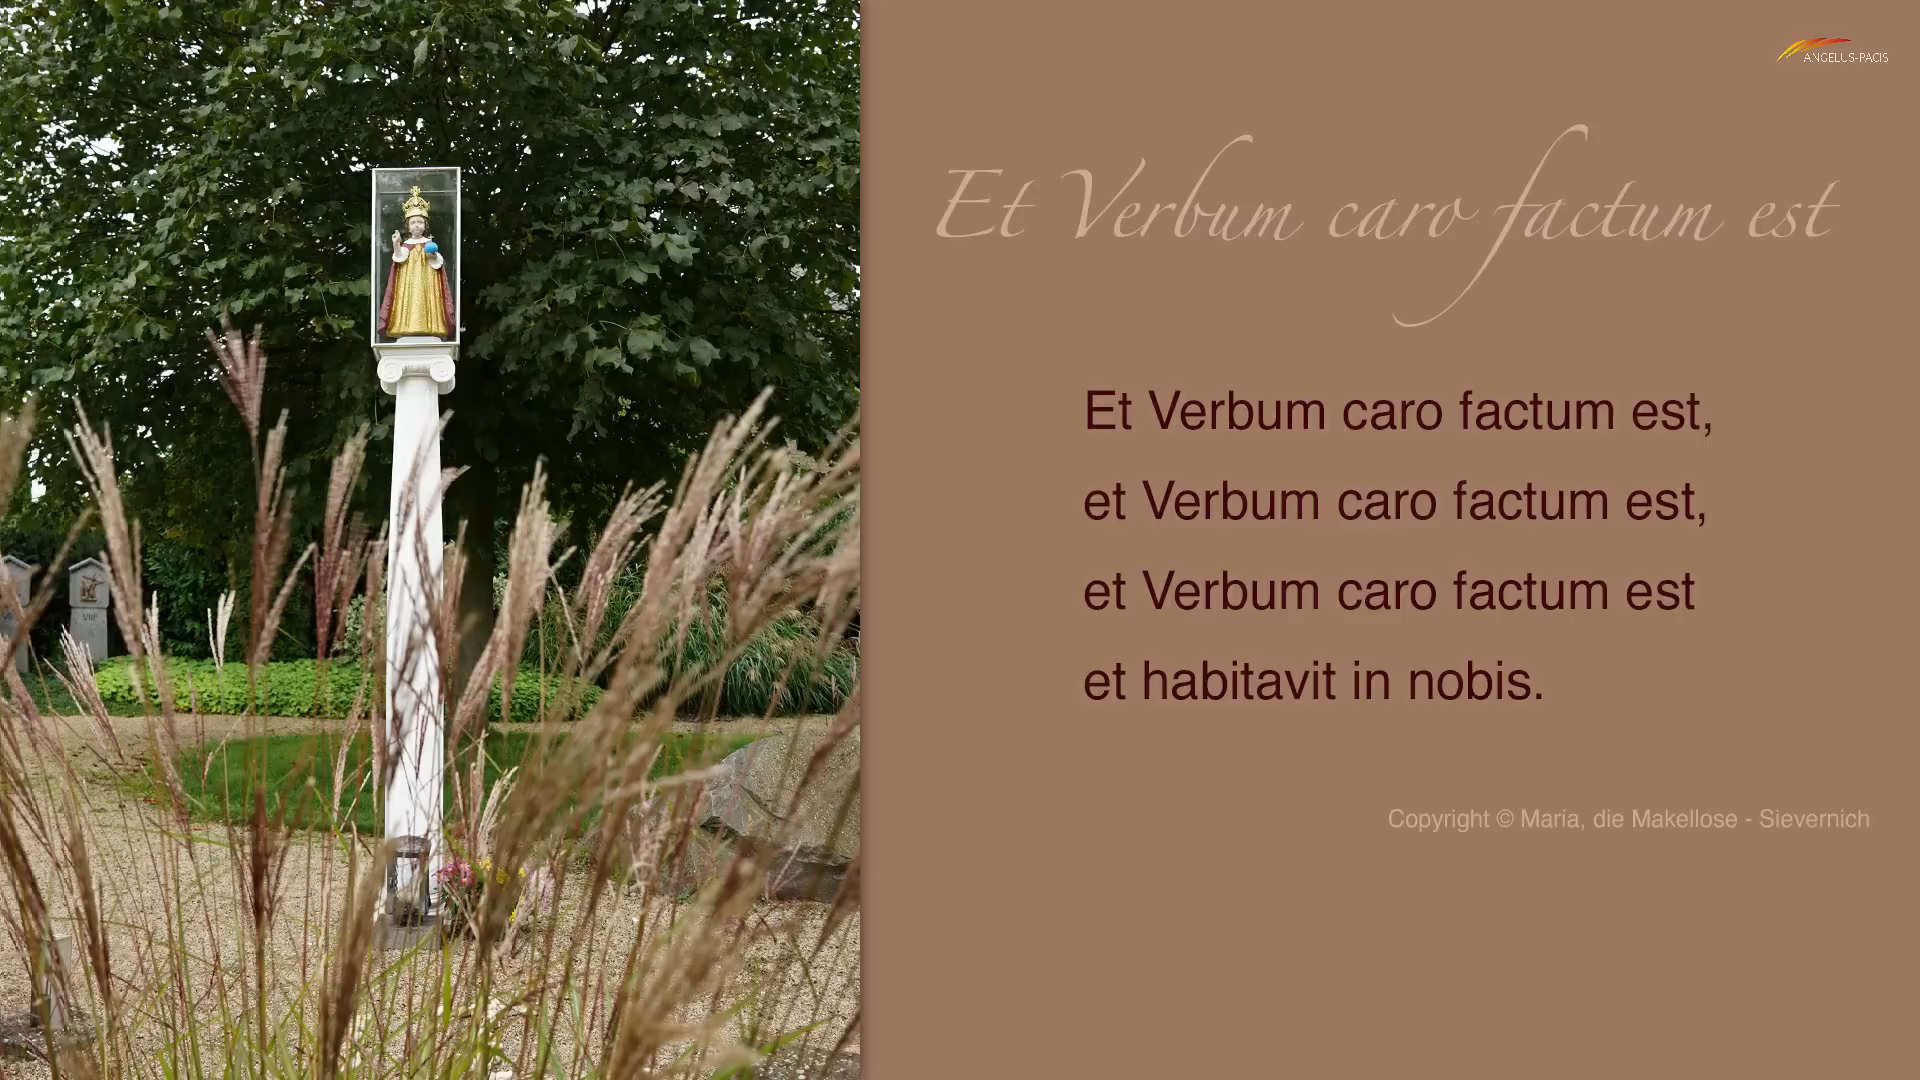 ANGELUS-PACIS
Et Verbum caro factum est
Et Verbum caro factum est,
et Verbum caro factum est,
et Verbum caro factum est
et habitavit in nobis.
Copyright © Maria, die Makellose - Sievernich